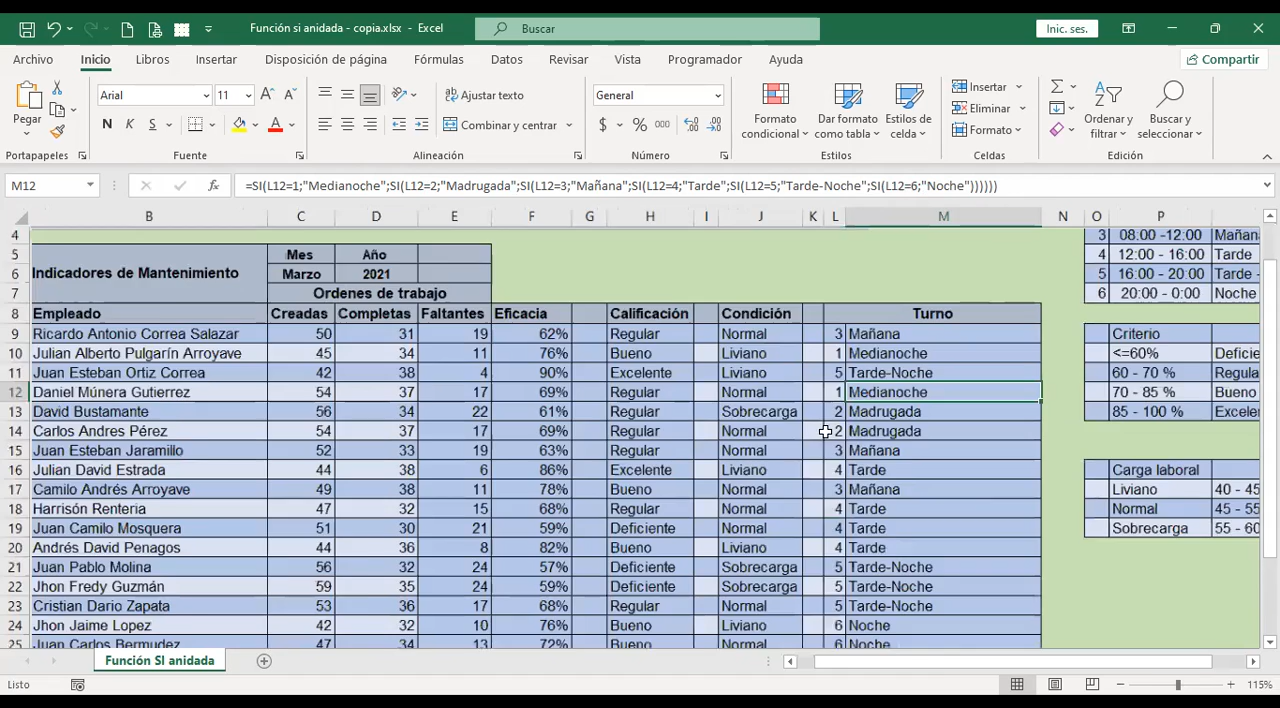 Función si anidada - copia.xlsx - Excel
Buscar
Inic. ses.
Archivo Inicio Libros Insertar Disposición de página Fórmulas Datos Revisar Vista Programador Ayuda
Compartir
Pegar
Arial 11
N K S
Ajustar texto
Combinar y centrar
General
$ % 000
Formato condicional
Dar formato como tabla
Estilos de celda
Insertar
Eliminar
Formato
Ordenar y filtrar
Buscar y seleccionar
Portapapeles Fuente Alineación Número Estilos Celdas Edición
M12 fx =SI(L12=1;"Medianoche";SI(L12=2;"Madrugada";SI(L12=3;"Mañana";SI(L12=4;"Tarde";SI(L12=5;"Tarde-Noche";SI(L12=6;"Noche"))))))
B C D E F G H I J K L M N O P
4 3 08:00 -12:00 Mañana
5 Mes Año 4 12:00 - 16:00 Tarde
6 Indicadores de Mantenimiento Marzo 2021 5 16:00 - 20:00 Tarde -
7 Ordenes de trabajo 6 20:00 - 0:00 Noche
8 Empleado Creadas Completas Faltantes Eficacia Calificación Condición Turno
9 Ricardo Antonio Correa Salazar 50 31 19 62% Regular Normal 3 Mañana Criterio
10 Julian Alberto Pulgarín Arroyave 45 34 11 76% Bueno Liviano 1 Medianoche <=60% Deficie
11 Juan Esteban Ortiz Correa 42 38 4 90% Excelente Liviano 5 Tarde-Noche 60 - 70 % Regula
12 Daniel Múnera Gutierrez 54 37 17 69% Regular Normal 1 Medianoche 70 - 85 % Bueno
13 David Bustamante 56 34 22 61% Regular Sobrecarga 2 Madrugada 85 - 100 % Excele
14 Carlos Andres Pérez 54 37 17 69% Regular Normal 2 Madrugada
15 Juan Esteban Jaramillo 52 33 19 63% Regular Normal 3 Mañana
16 Julian David Estrada 44 38 6 86% Excelente Liviano 4 Tarde Carga laboral
17 Camilo Andrés Arroyave 49 38 11 78% Bueno Normal 3 Mañana Liviano 40 - 45
18 Harrisón Renteria 47 32 15 68% Regular Normal 4 Tarde Normal 45 - 55
19 Juan Camilo Mosquera 51 30 21 59% Deficiente Normal 4 Tarde Sobrecarga 55 - 60
20 Andrés David Penagos 44 36 8 82% Bueno Liviano 4 Tarde
21 Juan Pablo Molina 56 32 24 57% Deficiente Sobrecarga 5 Tarde-Noche
22 Jhon Fredy Guzmán 59 35 24 59% Deficiente Sobrecarga 5 Tarde-Noche
23 Cristian Dario Zapata 53 36 17 68% Regular Normal 5 Tarde-Noche
24 Jhon Jaime Lopez 42 32 10 76% Bueno Liviano 6 Noche
25 Juan Carlos Bermudez 47 34 13 72% Bueno Normal 6 Noche
Función SI anidada
Listo 115%